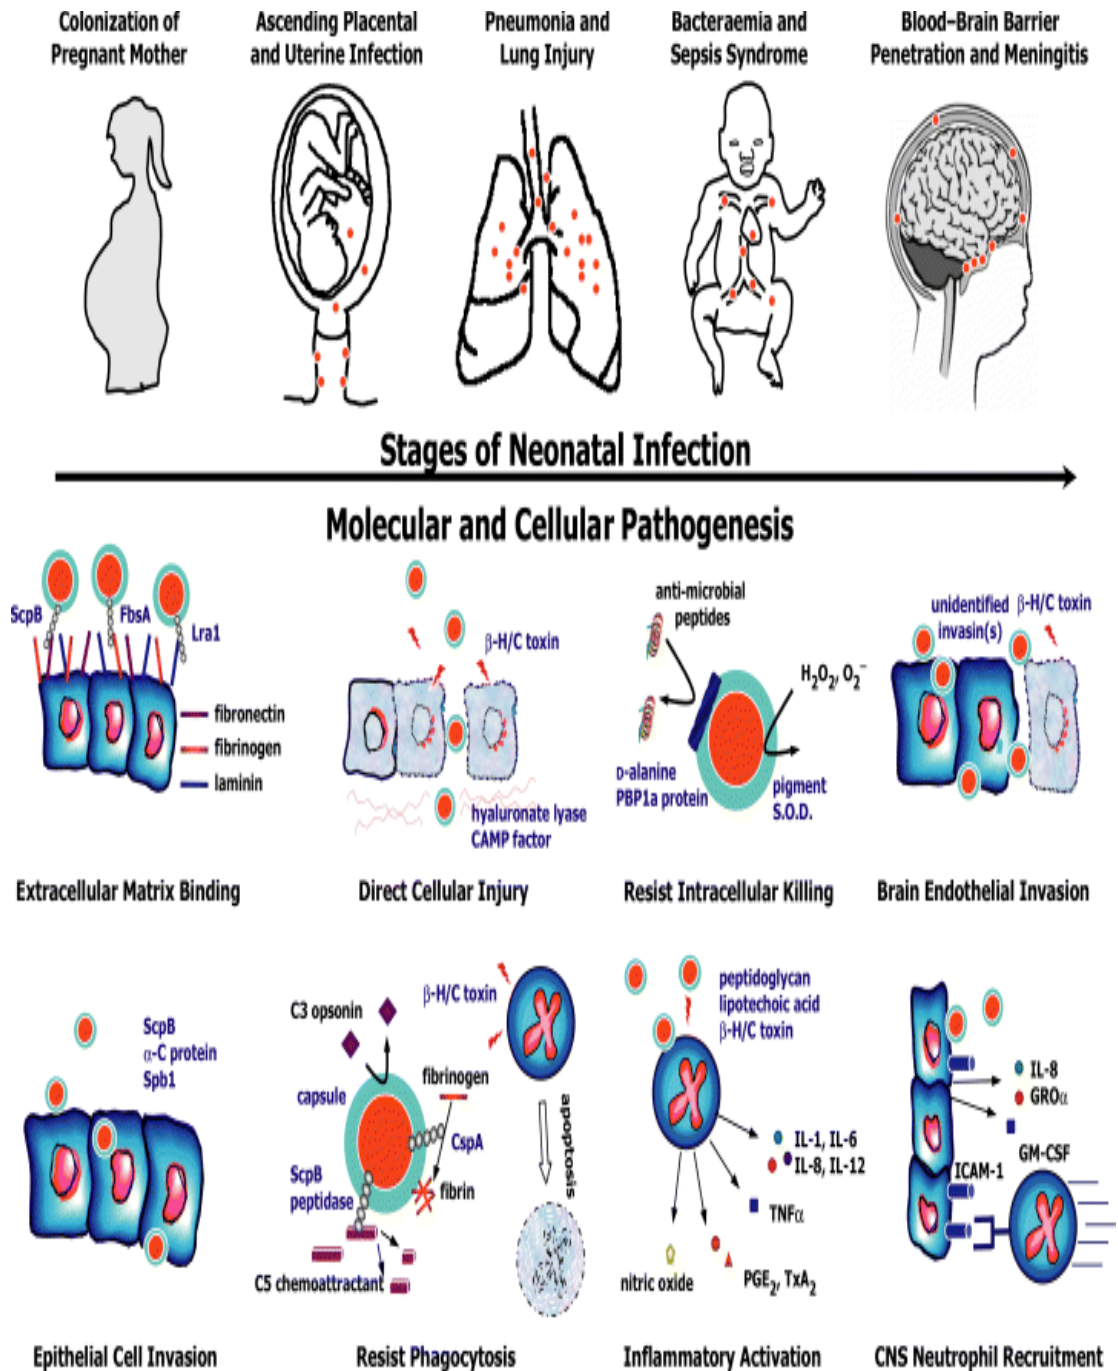 Colonization of
Pregnant Mother
Ascending Placental
and Uterine Infection
Pneumonia and
Lung Injury
Bacteraemia and
Sepsis Syndrome
Blood–Brain Barrier
Penetration and Meningitis
Stages of Neonatal Infection
Molecular and Cellular Pathogenesis
ScpB
FbsA
Lra1
fibronectin
fibrinogen
laminin
Extracellular Matrix Binding
β-H/C toxin
hyaluronate lyase
CAMP factor
Direct Cellular Injury
anti-microbial
peptides
H2O2, O2−
D-alanine
PBP1a protein
pigment
S.O.D.
Resist Intracellular Killing
unidentified
invasin(s)
β-H/C toxin
Brain Endothelial Invasion
ScpB
α-C protein
Spb1
Epithelial Cell Invasion
C3 opsonin
β-H/C toxin
capsule
fibrinogen
CspA
ScpB
peptidase
fibrin
C5 chemoattractant
apoptosis
Resist Phagocytosis
peptidoglycan
lipotechoic acid
β-H/C toxin
IL-1, IL-6
IL-8, IL-12
TNFα
nitric oxide
PGE2, TxA2
Inflammatory Activation
IL-8
GROα
GM-CSF
ICAM-1
CNS Neutrophil Recruitment